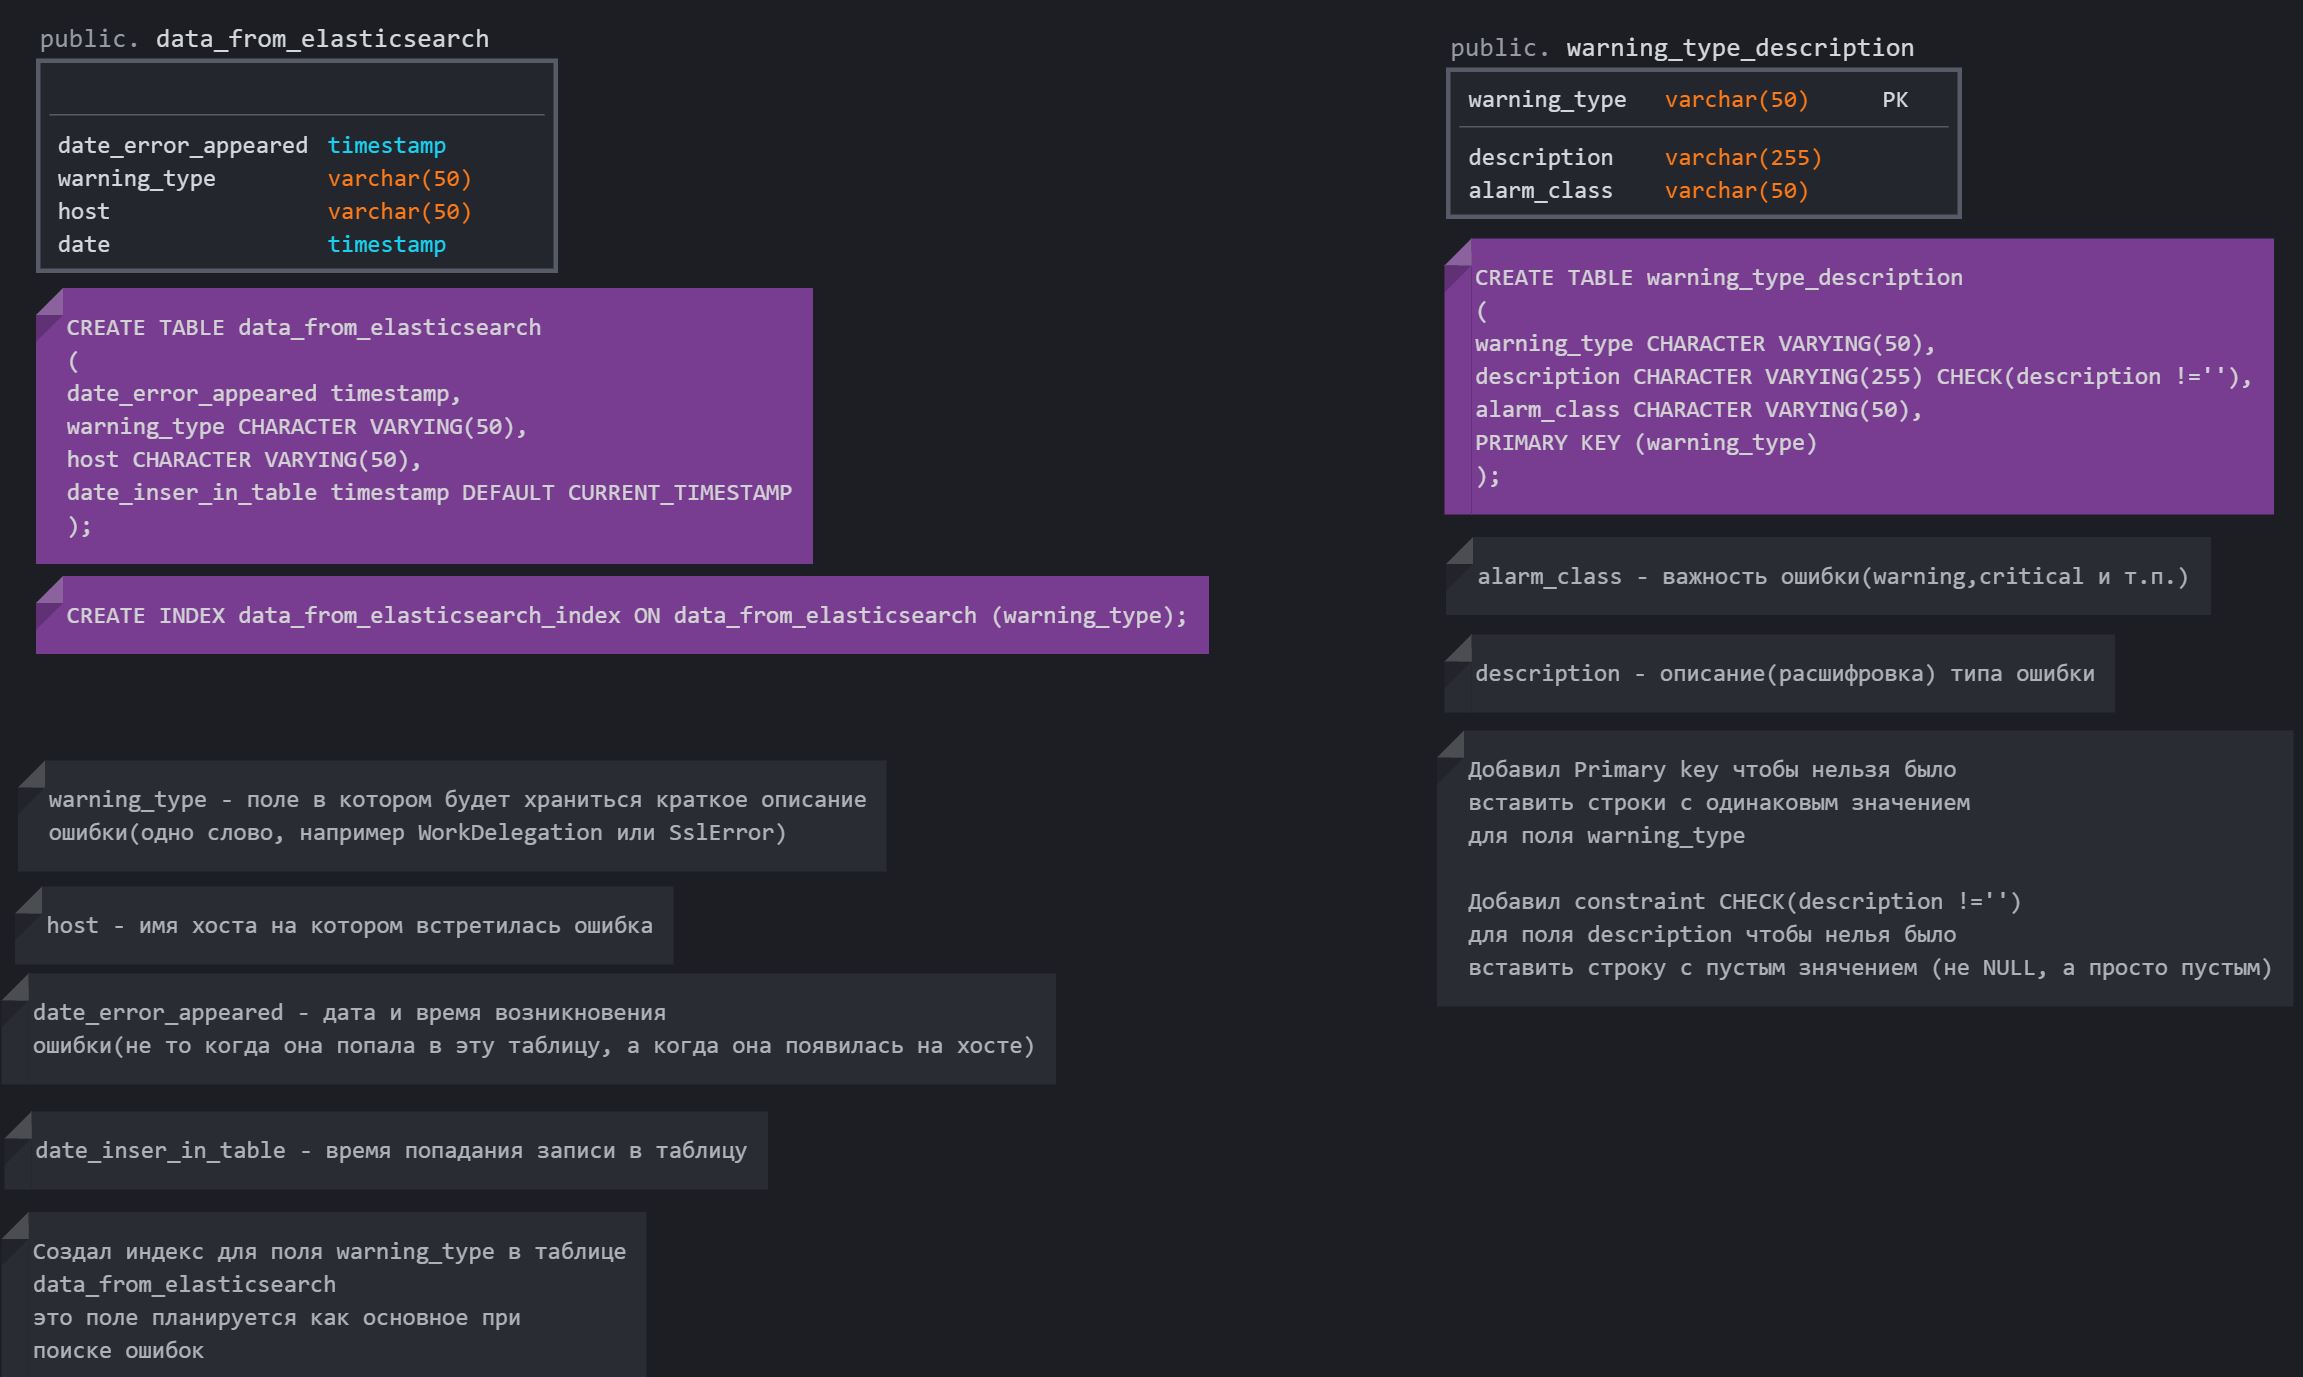 public. data_from_elasticsearch
date_error_appeared timestamp
warning_type varchar(50)
host varchar(50)
date timestamp
CREATE TABLE data_from_elasticsearch
(
date_error_appeared timestamp,
warning_type CHARACTER VARYING(50),
host CHARACTER VARYING(50),
date_inser_in_table timestamp DEFAULT CURRENT_TIMESTAMP
);
CREATE INDEX data_from_elasticsearch_index ON data_from_elasticsearch (warning_type);
warning_type - поле в котором будет храниться краткое описание
ошибки(одно слово, например WorkDelegation или SslError)
host - имя хоста на котором встретилась ошибка
date_error_appeared - дата и время возникновения
ошибки(не то когда она попала в эту таблицу, а когда она появилась на хосте)
date_inser_in_table - время попадания записи в таблицу
Создал индекс для поля warning_type в таблице
data_from_elasticsearch
это поле планируется как основное при
поиске ошибок
public. warning_type_description
warning_type varchar(50) PK
description varchar(255)
alarm_class varchar(50)
CREATE TABLE warning_type_description
(
warning_type CHARACTER VARYING(50),
description CHARACTER VARYING(255) CHECK(description !=''),
alarm_class CHARACTER VARYING(50),
PRIMARY KEY (warning_type)
);
alarm_class - важность ошибки(warning,critical и т.п.)
description - описание(расшифровка) типа ошибки
Добавил Primary key чтобы нельзя было
вставить строки с одинаковым значением
для поля warning_type
Добавил constraint CHECK(description !='')
для поля description чтобы нелья было
вставить строку с пустым знячением (не NULL, а просто пустым)